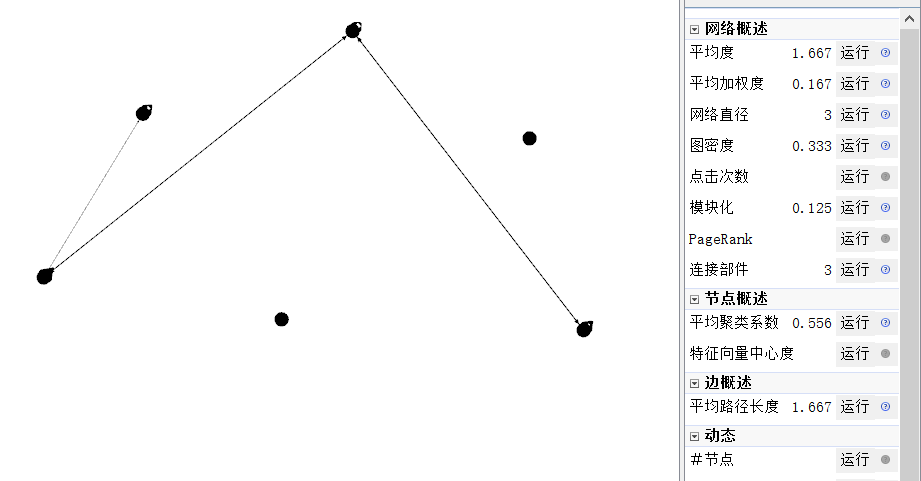 网络概述
平均度 1.667 运行
平均加权度 0.167 运行
网络直径 3 运行
图密度 0.333 运行
点击次数 运行
模块化 0.125 运行
PageRank 运行
连接部件 3 运行
节点概述
平均聚类系数 0.556 运行
特征向量中心度 运行
边概述
平均路径长度 1.667 运行
动态
＃节点 运行